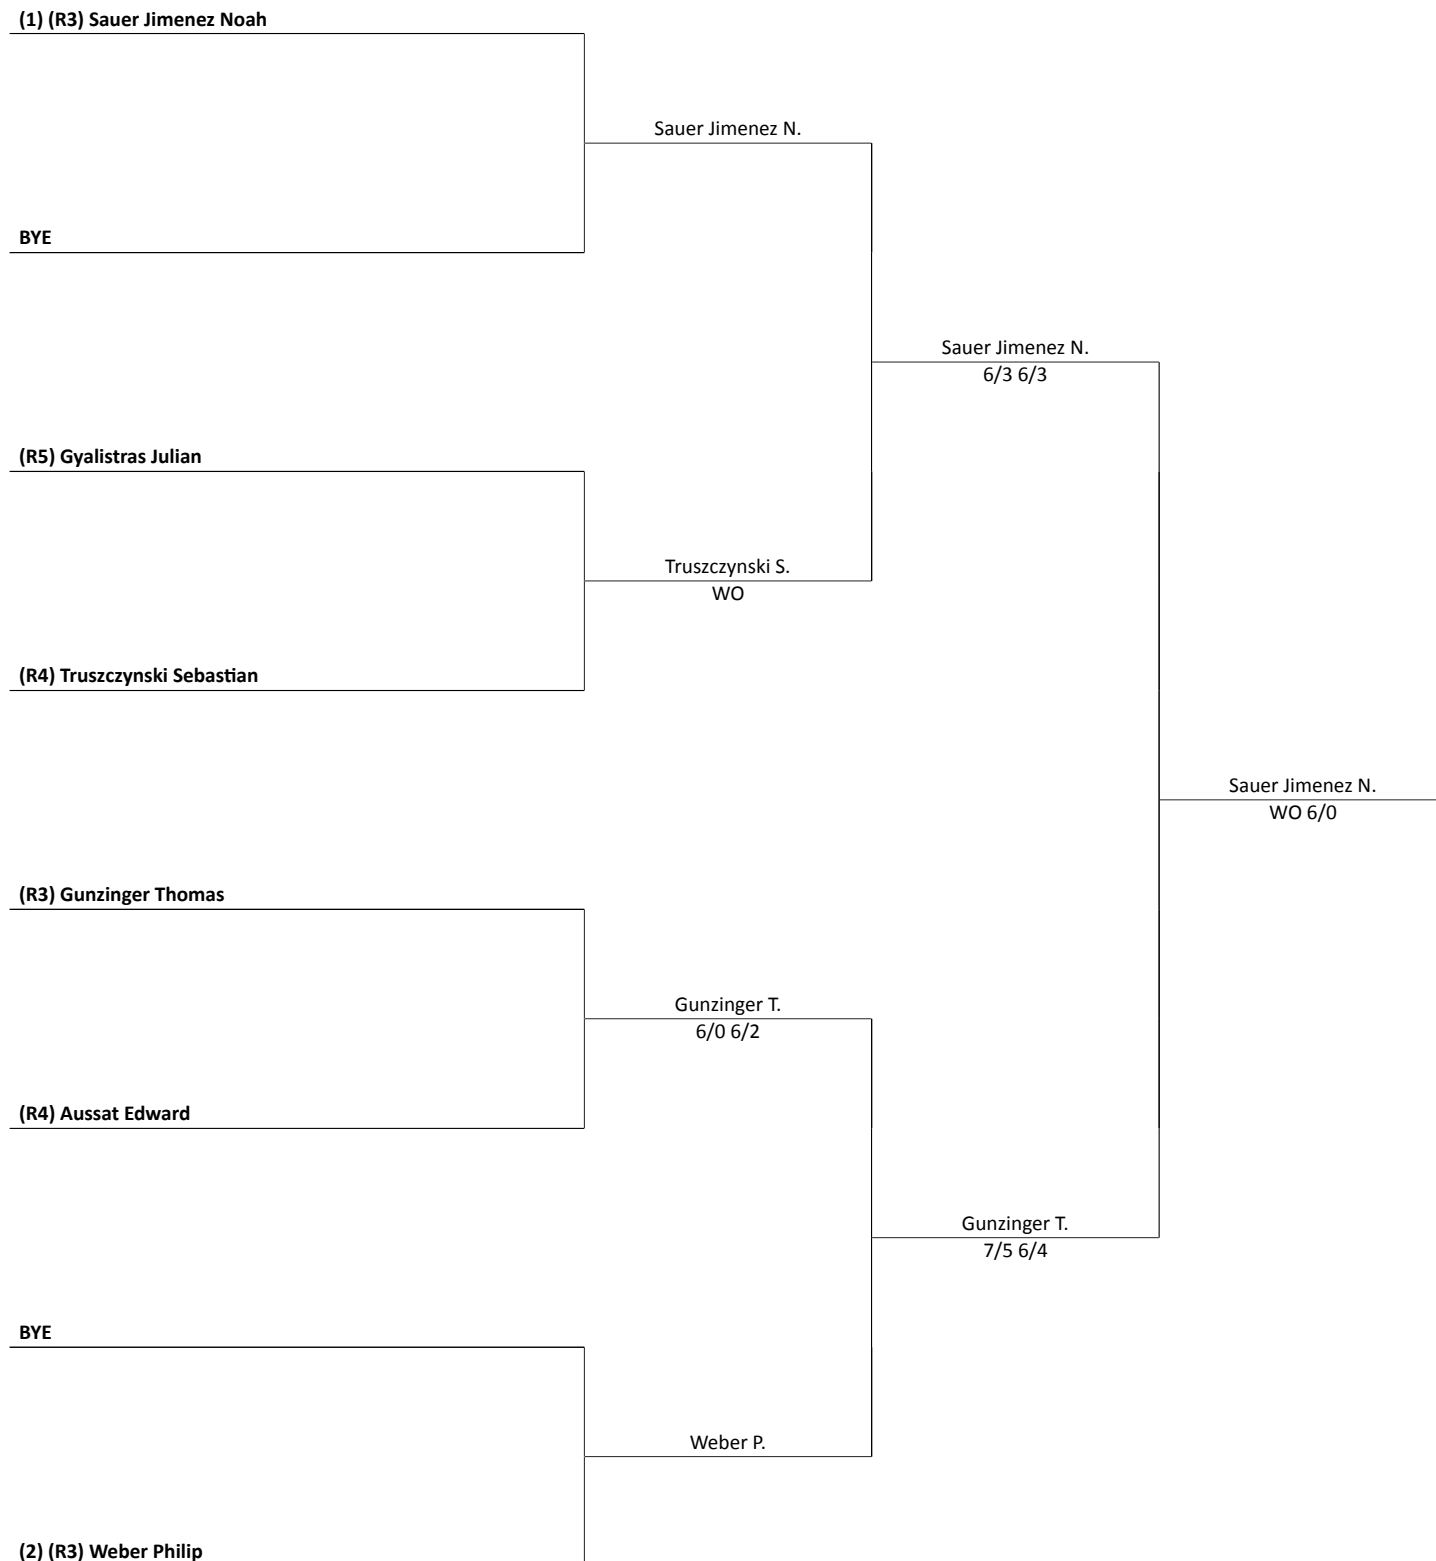 (1) (R3) Sauer Jimenez Noah
Sauer Jimenez N.
BYE
Sauer Jimenez N.
6/3 6/3
(R5) Gyalistras Julian
Truszczynski S.
WO
(R4) Truszczynski Sebastian
Sauer Jimenez N.
WO 6/0
(R3) Gunzinger Thomas
Gunzinger T.
6/0 6/2
(R4) Aussat Edward
Gunzinger T.
7/5 6/4
BYE
Weber P.
(2) (R3) Weber Philip